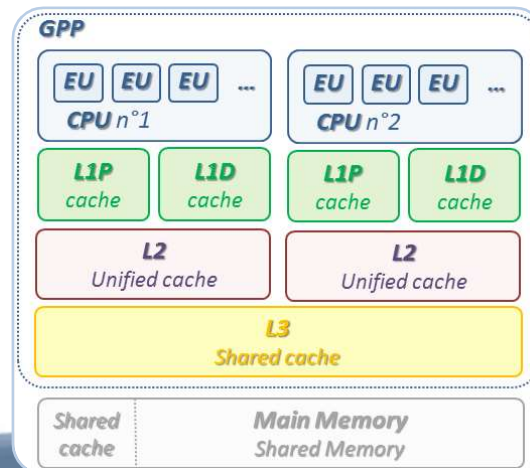 GPP
EU EU EU ...
CPU n°1
EU EU EU ...
CPU n°2
L1P
cache
L1D
cache
L1P
cache
L1D
cache
L2
Unified cache
L2
Unified cache
L3
Shared cache
Shared
cache
Main Memory
Shared Memory